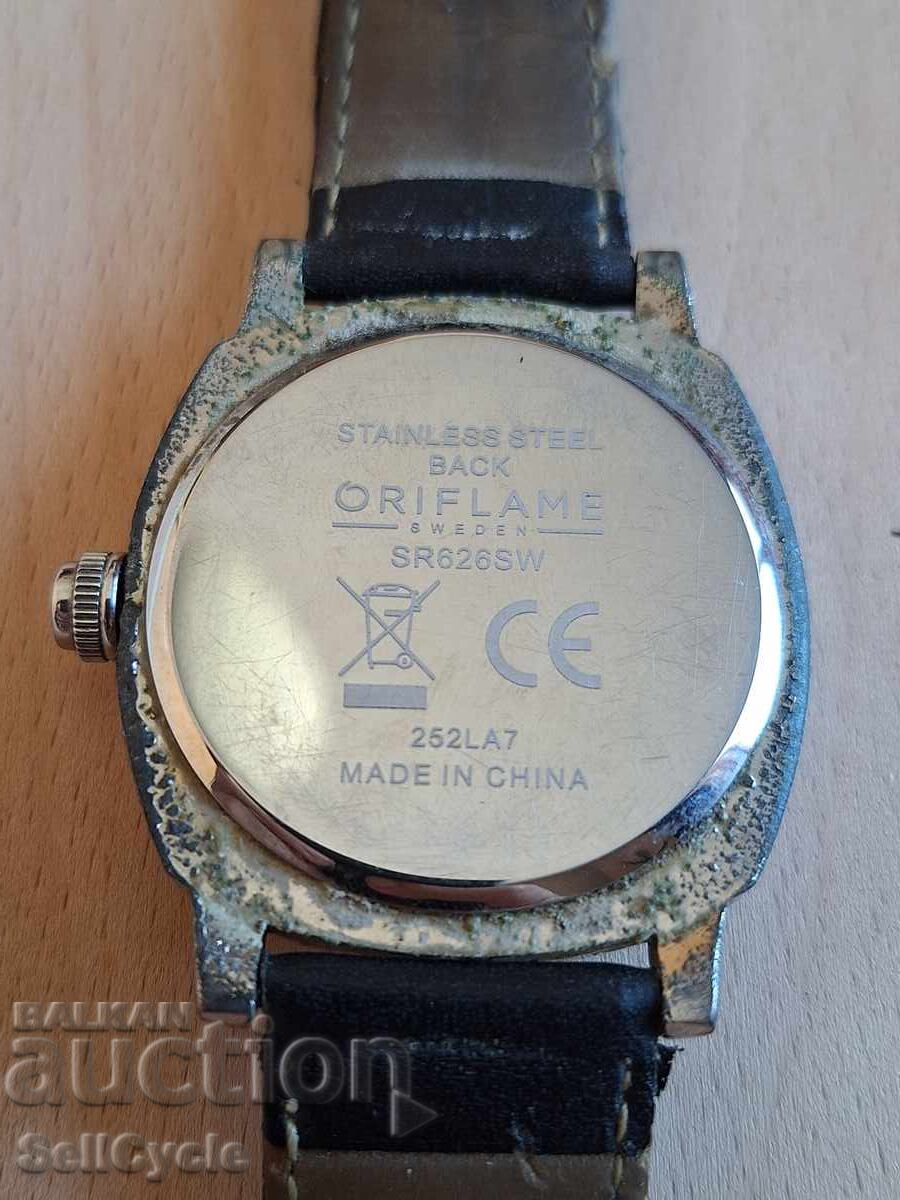 STAINLESS STEEL
BACK
ORIFLAME
SWEDEN
SR626SW
CE
252LA7
MADE IN CHINA
BALKAN
auction
SellCycle